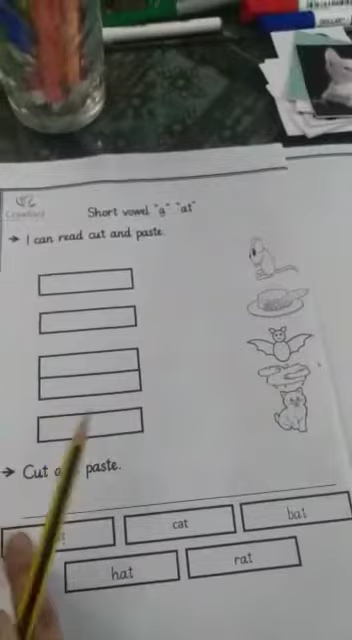 Short vowel "a" "at"
→ I can read cut and paste.
→ Cut paste.
cat
bat
hat
rat